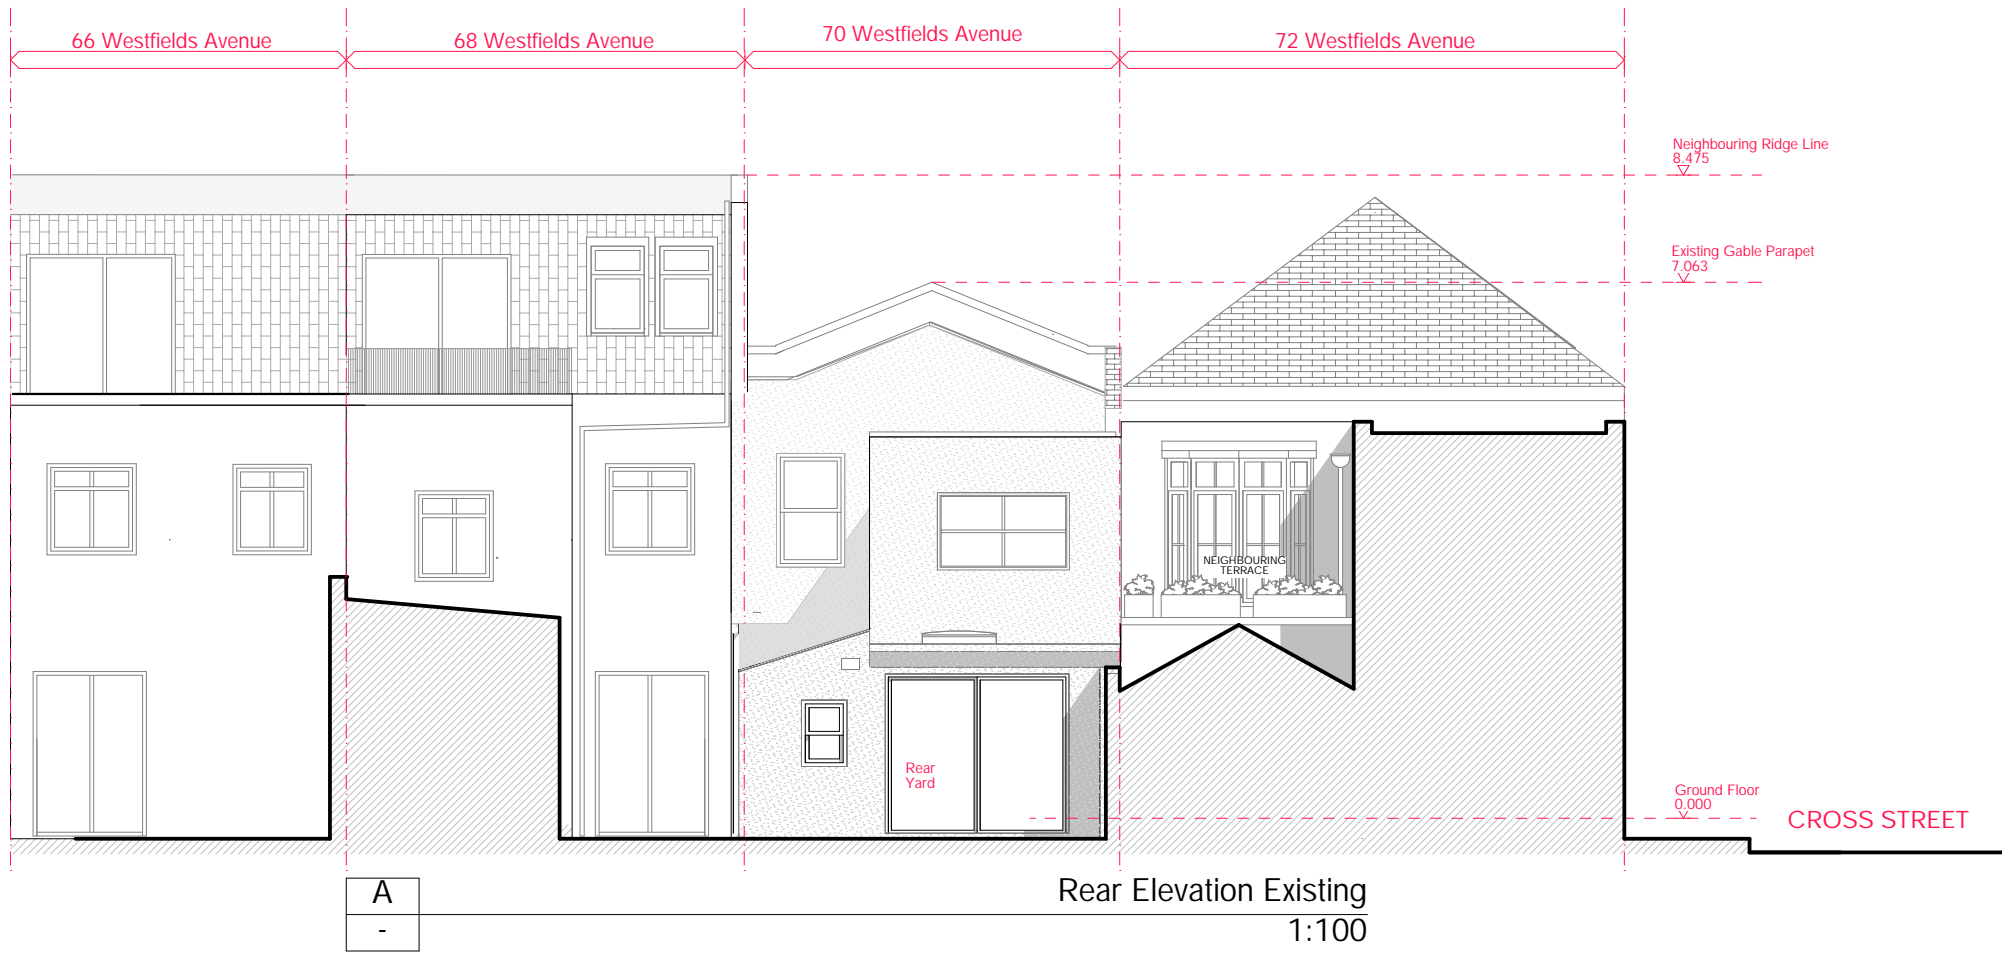 66 Westfields Avenue
68 Westfields Avenue
70 Westfields Avenue
72 Westfields Avenue
Neighbouring Ridge Line
8.475
Existing Gable Parapet
7.063
NEIGHBOURING
TERRACE
Rear
Yard
Ground Floor
0.000
CROSS STREET
A
-
Rear Elevation Existing
1:100